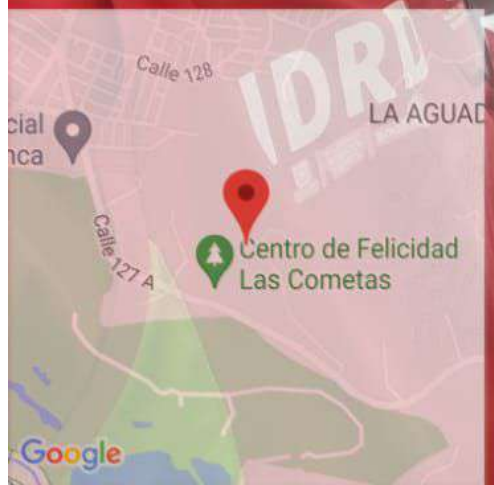 IDRD
Calle 128
LA AGUAD
cial
nca
Calle 127 A
Centro de Felicidad
Las Cometas
Google